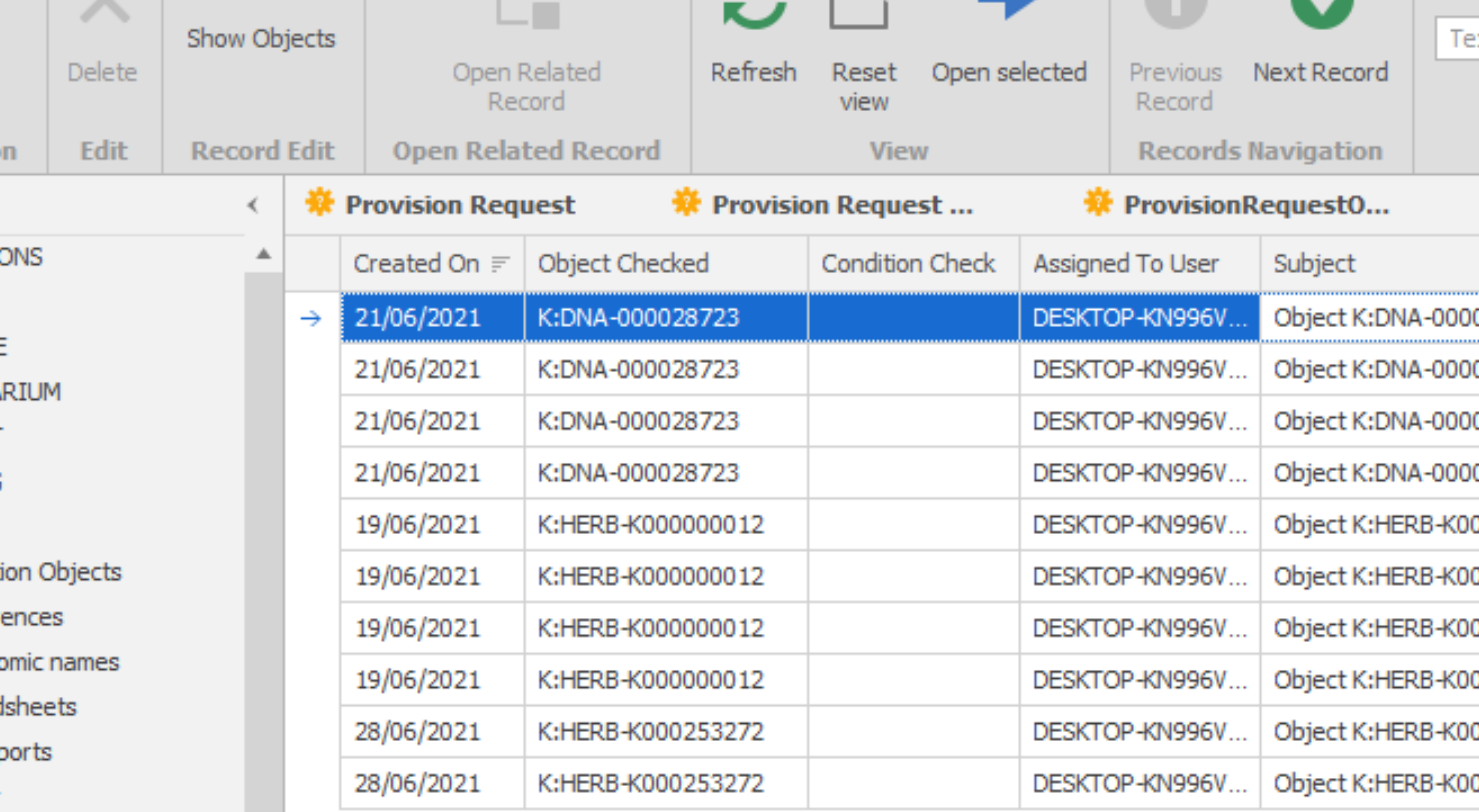 Show Objects
Delete
Open Related
Record
Refresh
Reset
view
Open selected
Previous
Record
Next Record
Edit
Record Edit
Open Related Record
View
Records Navigation
Provision Request
Provision Request ...
ProvisionRequestO...
ONS
E
ARIUM
ion Objects
ences
omic names
dsheets
ports
Created On Object Checked Condition Check Assigned To User Subject
21/06/2021 K:DNA-000028723 DESKTOP-KN996V... Object K:DNA-000
21/06/2021 K:DNA-000028723 DESKTOP-KN996V... Object K:DNA-000
21/06/2021 K:DNA-000028723 DESKTOP-KN996V... Object K:DNA-000
21/06/2021 K:DNA-000028723 DESKTOP-KN996V... Object K:DNA-000
19/06/2021 K:HERB-K000000012 DESKTOP-KN996V... Object K:HERB-K00
19/06/2021 K:HERB-K000000012 DESKTOP-KN996V... Object K:HERB-K00
19/06/2021 K:HERB-K000000012 DESKTOP-KN996V... Object K:HERB-K00
19/06/2021 K:HERB-K000000012 DESKTOP-KN996V... Object K:HERB-K00
28/06/2021 K:HERB-K000253272 DESKTOP-KN996V... Object K:HERB-K00
28/06/2021 K:HERB-K000253272 DESKTOP-KN996V... Object K:HERB-K00